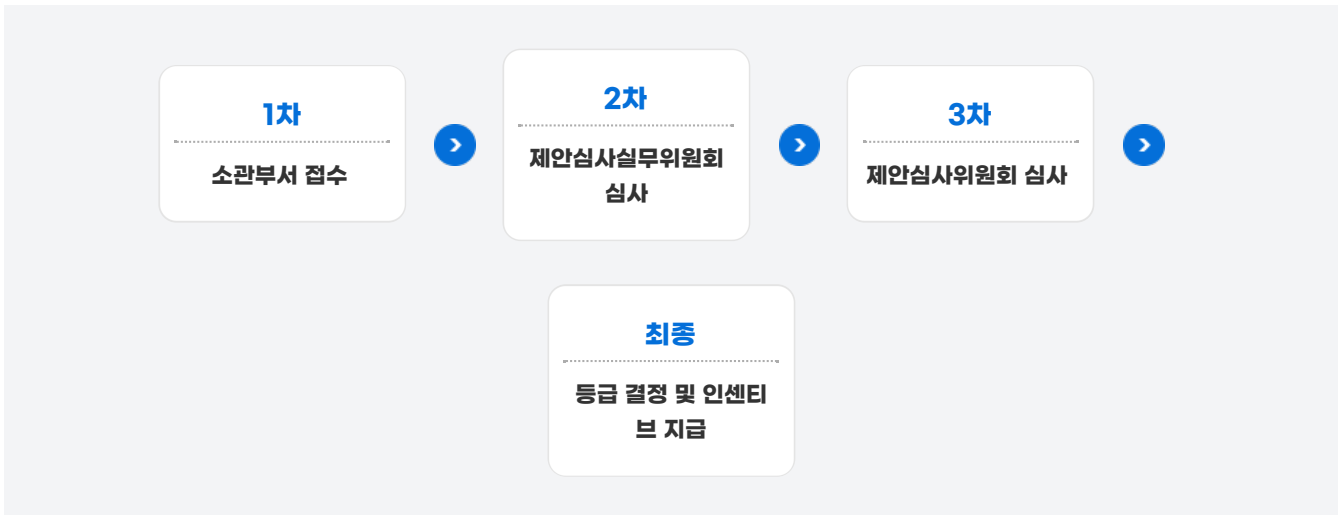 1차
소관부서 접수
2차
제안심사실무위원회
심사
3차
제안심사위원회 심사
최종
등급 결정 및 인센티
브 지급